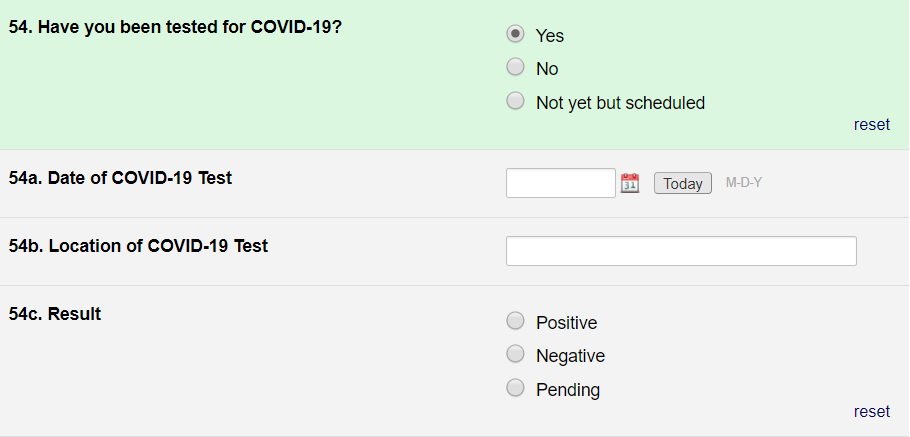 54. Have you been tested for COVID-19?
Yes
No
Not yet but scheduled
reset
54a. Date of COVID-19 Test
31 Today M-D-Y
54b. Location of COVID-19 Test
54c. Result
Positive
Negative
Pending
reset